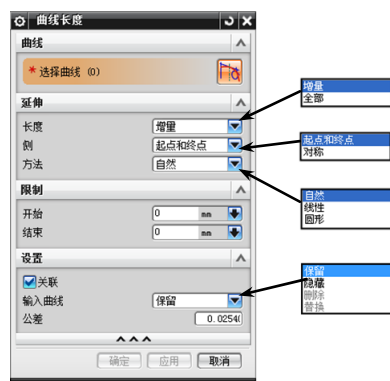 曲线长度
曲线
* 选择曲线 (0)
延伸
长度 增量
侧 起点和终点
方法 自然
限制
开始 0 mm
结束 0 mm
设置
关联
输入曲线 保留
公差 0.0254
确定 应用 取消
增量
全部
起点和终点
对称
自然
线性
圆形
保留
隐藏
删除
替换